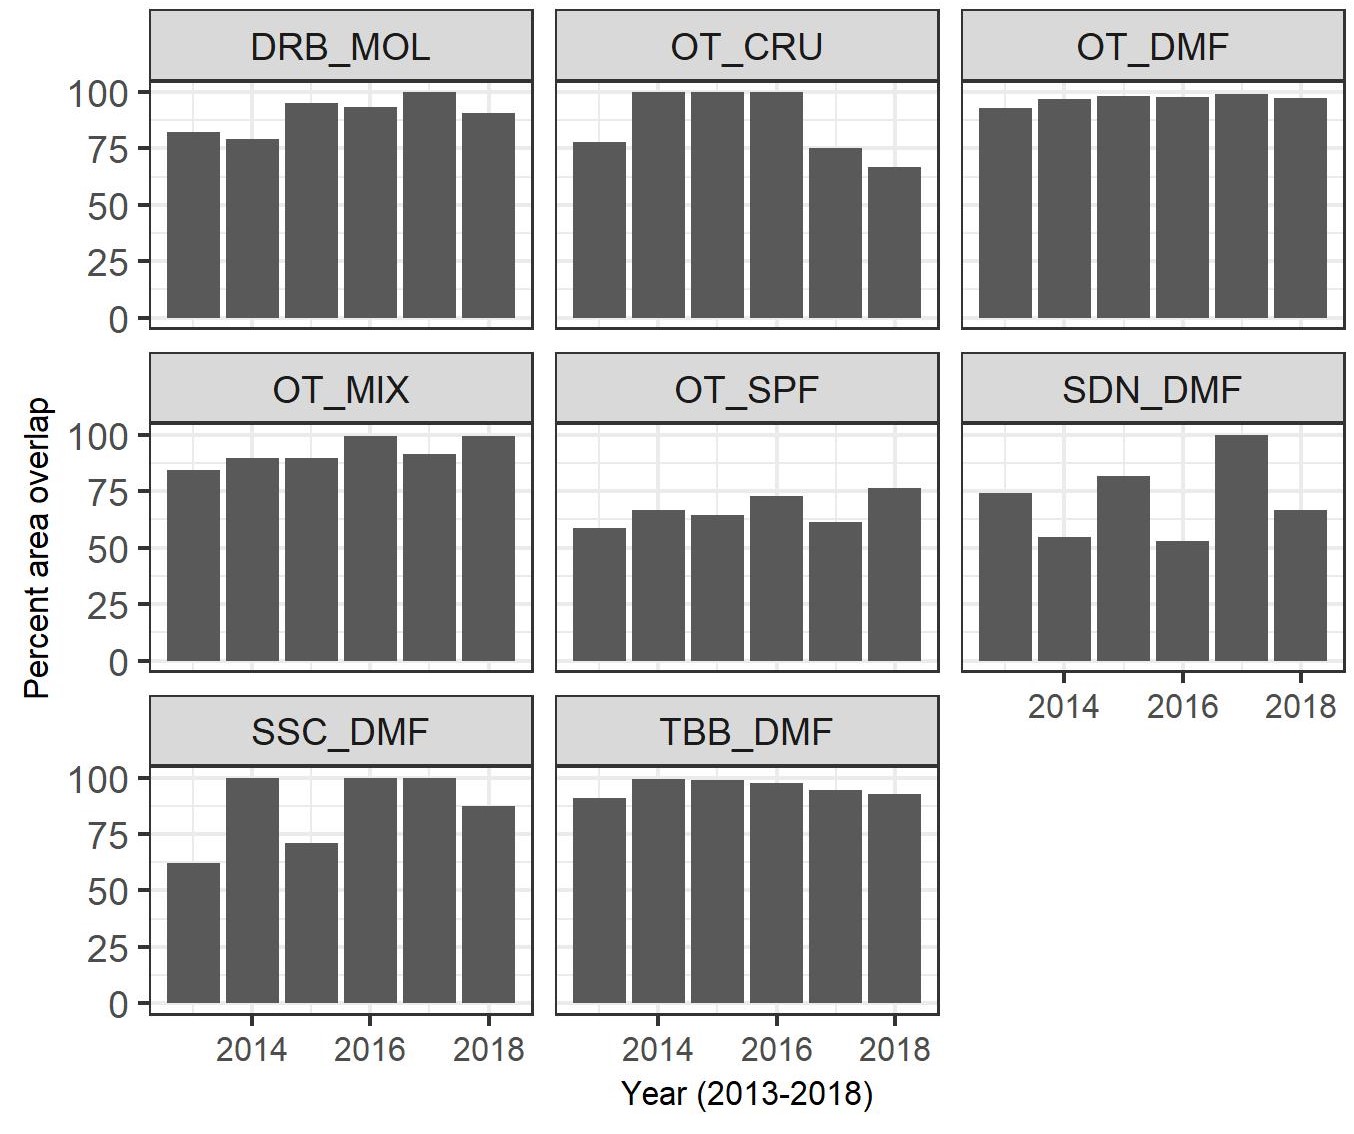 DRB_MOL OT_CRU OT_DMF
100
75
50
25
0
OT_MIX OT_SPF SDN_DMF
100
75
50
25
0
2014 2016 2018
SSC_DMF TBB_DMF
100
75
50
25
0
2014 2016 2018 2014 2016 2018
Year (2013-2018)
Percent area overlap